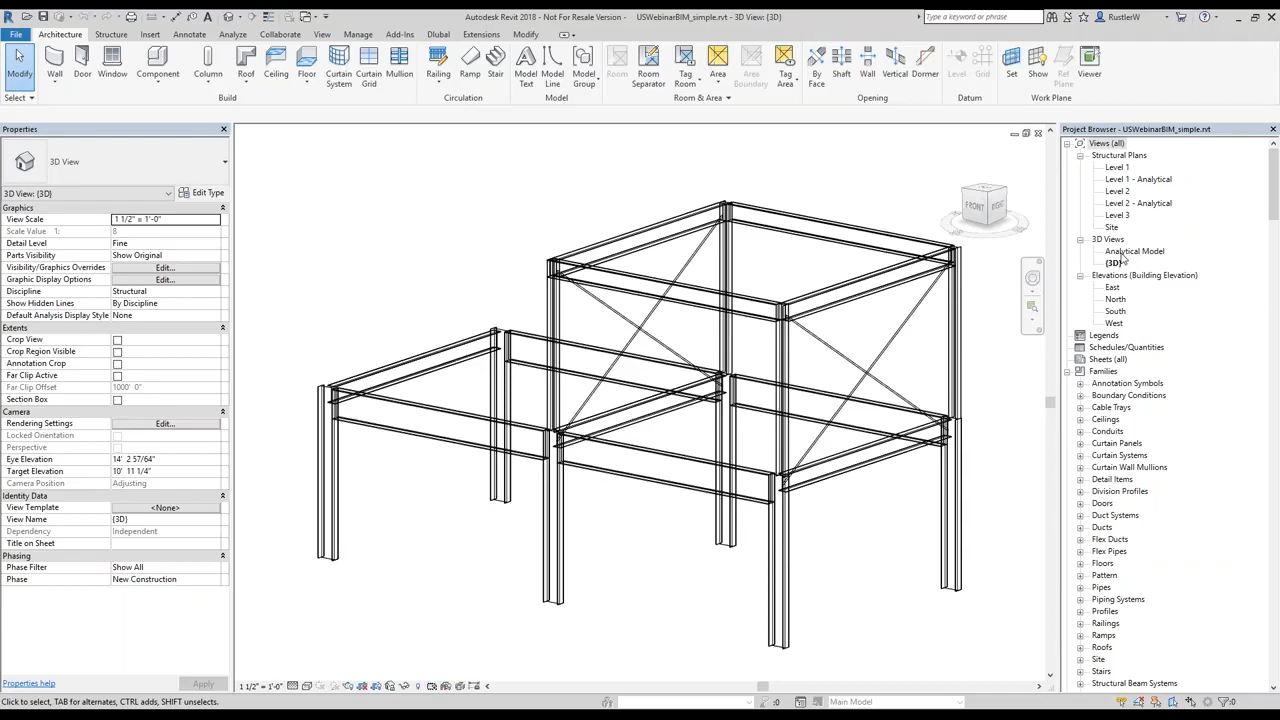 Autodesk Revit 2018 - Not For Resale Version - USWebinarBIM_simple.rvt - 3D View: {3D}
Type a keyword or phrase
RustlerW
File Architecture Structure Insert Annotate Analyze Collaborate View Manage Add-Ins Dlubal Extensions Modify
Modify
Wall
Door
Window
Component
Column
Roof
Ceiling
Floor
Curtain System
Curtain Grid
Mullion
Railing
Ramp
Stair
Model Text
Model Line
Model Group
Room
Room Separator
Tag Room
Area
Area Boundary
Tag Area
By Face
Shaft
Wall
Vertical
Dormer
Level
Grid
Set
Show
Ref Plane
Viewer
Select
Build
Circulation
Model
Room & Area
Opening
Datum
Work Plane
Properties
3D View
3D View: {3D}
Edit Type
Graphics
View Scale 1 1/2" = 1'-0"
Scale Value 1: 8
Detail Level Fine
Parts Visibility Show Original
Visibility/Graphics Overrides Edit...
Graphic Display Options Edit...
Discipline Structural
Show Hidden Lines By Discipline
Default Analysis Display Style None
Extents
Crop View
Crop Region Visible
Annotation Crop
Far Clip Active
Far Clip Offset 1000' 0"
Section Box
Camera
Rendering Settings Edit...
Locked Orientation
Perspective
Eye Elevation 14' 2 57/64"
Target Elevation 10' 11 1/4"
Camera Position Adjusting
Identity Data
View Template <None>
View Name {3D}
Dependency Independent
Title on Sheet
Phasing
Phase Filter Show All
Phase New Construction
Properties help
Apply
FRONT
RIGHT
1 1/2" = 1'-0"
Project Browser - USWebinarBIM_simple.rvt
Views (all)
Structural Plans
Level 1
Level 1 - Analytical
Level 2
Level 2 - Analytical
Level 3
Site
3D Views
Analytical Model
{3D}
Elevations (Building Elevation)
East
North
South
West
Legends
Schedules/Quantities
Sheets (all)
Families
Annotation Symbols
Boundary Conditions
Cable Trays
Ceilings
Conduits
Curtain Panels
Curtain Systems
Curtain Wall Mullions
Detail Items
Division Profiles
Doors
Duct Systems
Ducts
Flex Ducts
Flex Pipes
Floors
Pattern
Pipes
Piping Systems
Profiles
Railings
Ramps
Roofs
Site
Stairs
Structural Beam Systems
Click to select, TAB for alternates, CTRL adds, SHIFT unselects.
:0
Main Model
:0